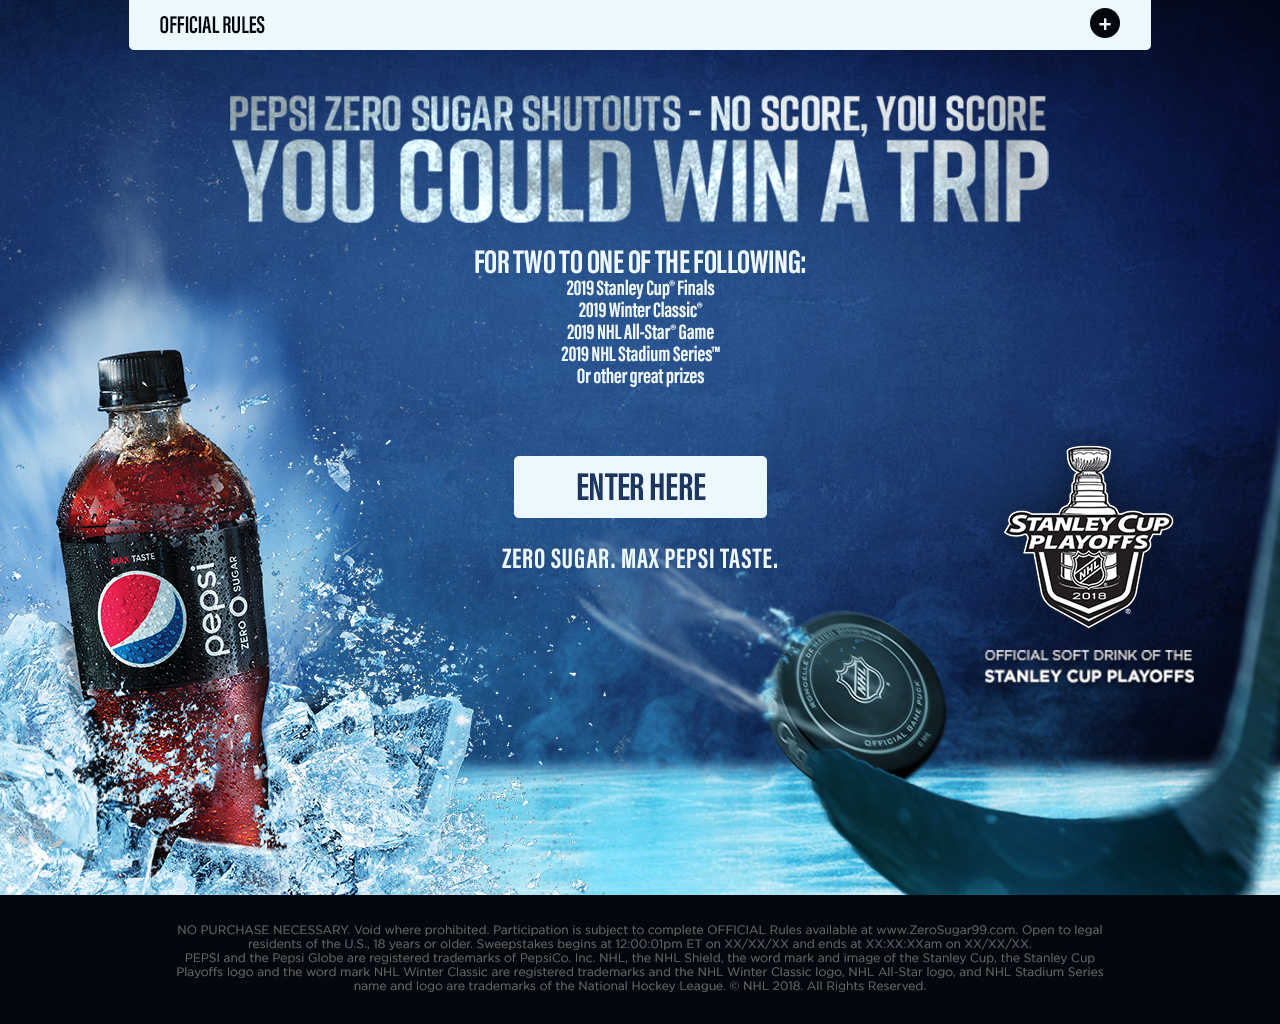 OFFICIAL RULES
PEPSI ZERO SUGAR SHUTOUTS - NO SCORE, YOU SCORE
YOU COULD WIN A TRIP
FOR TWO TO ONE OF THE FOLLOWING:
2019 Stanley Cup® Finals
2019 Winter Classic®
2019 NHL All-Star® Game
2019 NHL Stadium Series™
Or other great prizes
ENTER HERE
ZERO SUGAR. MAX PEPSI TASTE.
MAX TASTE
pepsi
ZERO SUGAR
STANLEY CUP
PLAYOFFS
NHL
2018
OFFICIAL SOFT DRINK OF THE
STANLEY CUP PLAYOFFS
NHL
OFFICIAL GAME PUCK
© NHL
NO PURCHASE NECESSARY. Void where prohibited. Participation is subject to complete OFFICIAL Rules available at www.ZeroSugar99.com. Open to legal
residents of the U.S., 18 years or older. Sweepstakes begins at 12:00:01pm ET on XX/XX/XX and ends at XX:XX:XXam on XX/XX/XX.
PEPSI and the Pepsi Globe are registered trademarks of PepsiCo. Inc. NHL, the NHL Shield, the word mark and image of the Stanley Cup, the Stanley Cup
Playoffs logo and the word mark NHL Winter Classic are registered trademarks and the NHL Winter Classic logo, NHL All-Star logo, and NHL Stadium Series
name and logo are trademarks of the National Hockey League. © NHL 2018. All Rights Reserved.